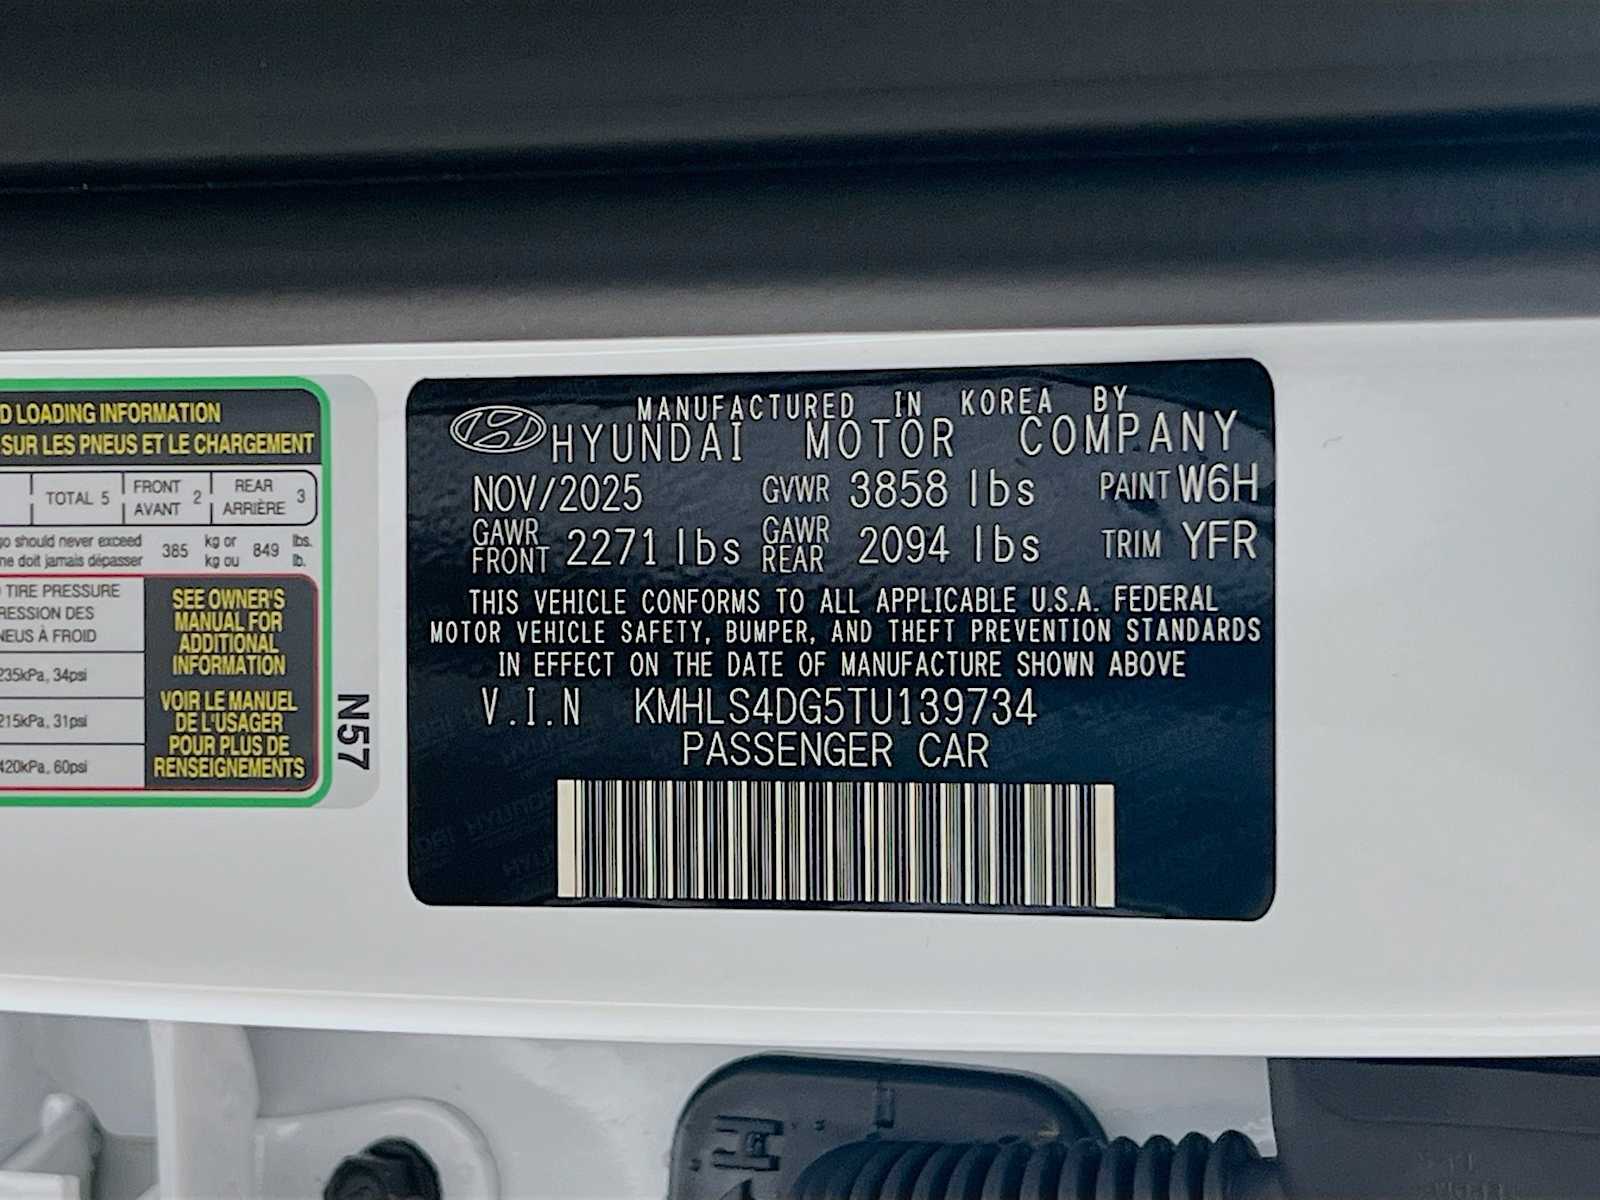 D LOADING INFORMATION
SUR LES PNEUS ET LE CHARGEMENT
TOTAL 5 FRONT AVANT 2 REAR ARRIÈRE 3
go should never exceed 385 kg or 849 lbs.
ne doit jamais dépasser kg ou lb.
TIRE PRESSURE
RESSION DES
NEUS À FROID
235kPa, 34psi
215kPa, 31psi
420kPa, 60psi
SEE OWNER'S
MANUAL FOR
ADDITIONAL
INFORMATION
VOIR LE MANUEL
DE L'USAGER
POUR PLUS DE
RENSEIGNEMENTS
N57
MANUFACTURED IN KOREA BY
HYUNDAI MOTOR COMPANY
NOV/2025 GVWR 3858 lbs PAINT W6H
GAWR FRONT 2271 lbs GAWR REAR 2094 lbs TRIM YFR
THIS VEHICLE CONFORMS TO ALL APPLICABLE U.S.A. FEDERAL
MOTOR VEHICLE SAFETY, BUMPER, AND THEFT PREVENTION STANDARDS
IN EFFECT ON THE DATE OF MANUFACTURE SHOWN ABOVE
V.I.N KMHLS4DG5TU139734
PASSENGER CAR